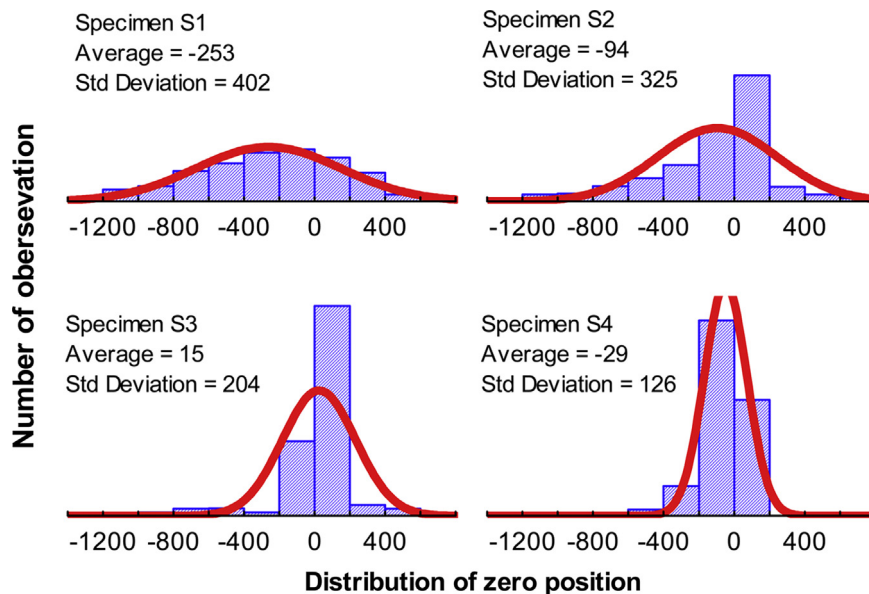 Specimen S1
Average = -253
Std Deviation = 402
-1200 -800 -400 0 400
Specimen S2
Average = -94
Std Deviation = 325
-1200 -800 -400 0 400
Number of obersevation
Specimen S3
Average = 15
Std Deviation = 204
-1200 -800 -400 0 400
Specimen S4
Average = -29
Std Deviation = 126
-1200 -800 -400 0 400
Distribution of zero position